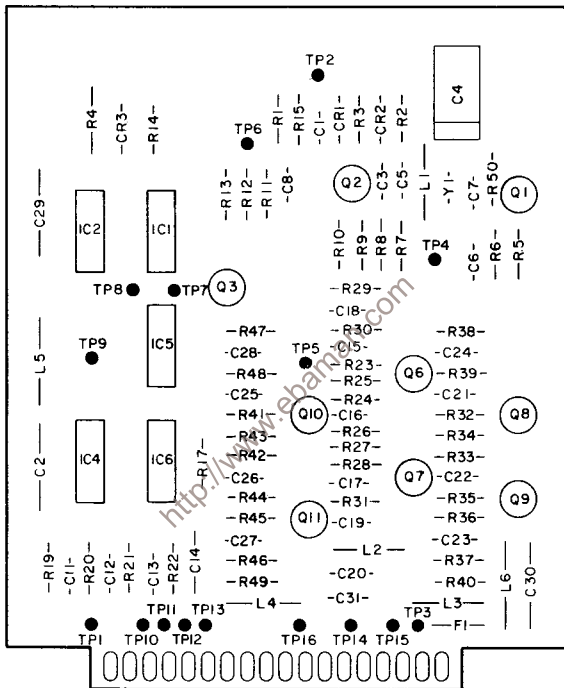 TP2
C4
R4
CR3
R14
TP6
R1
R15
C1
CR1
R3
CR2
R2
C29
IC2
IC1
R13
R12
R11
C8
Q2
C3
C5
L1
Y1
C7
R50
Q1
R10
R9
R8
R7
TP4
C6
R6
R5
TP8
TP7
Q3
R29
C18
L5
TP9
IC5
R47
C28
R48
C25
R41
R43
R42
C26
R44
R45
C27
R46
R49
L4
TP5
Q10
Q11
R30
C15
R23
R25
R24
C16
R26
R27
R28
C17
R31
C19
L2
C20
C31
Q6
Q7
R38
C24
R39
C21
R32
R34
R33
C22
R35
R36
C23
R37
R40
L3
F1
Q8
Q9
L6
C30
C2
IC4
IC6
R17
R19
C11
R20
C12
R21
C13
R22
C14
TP1
TP10
TP11
TP12
TP13
TP16
TP14
TP15
TP3
http://www.ebaman.com